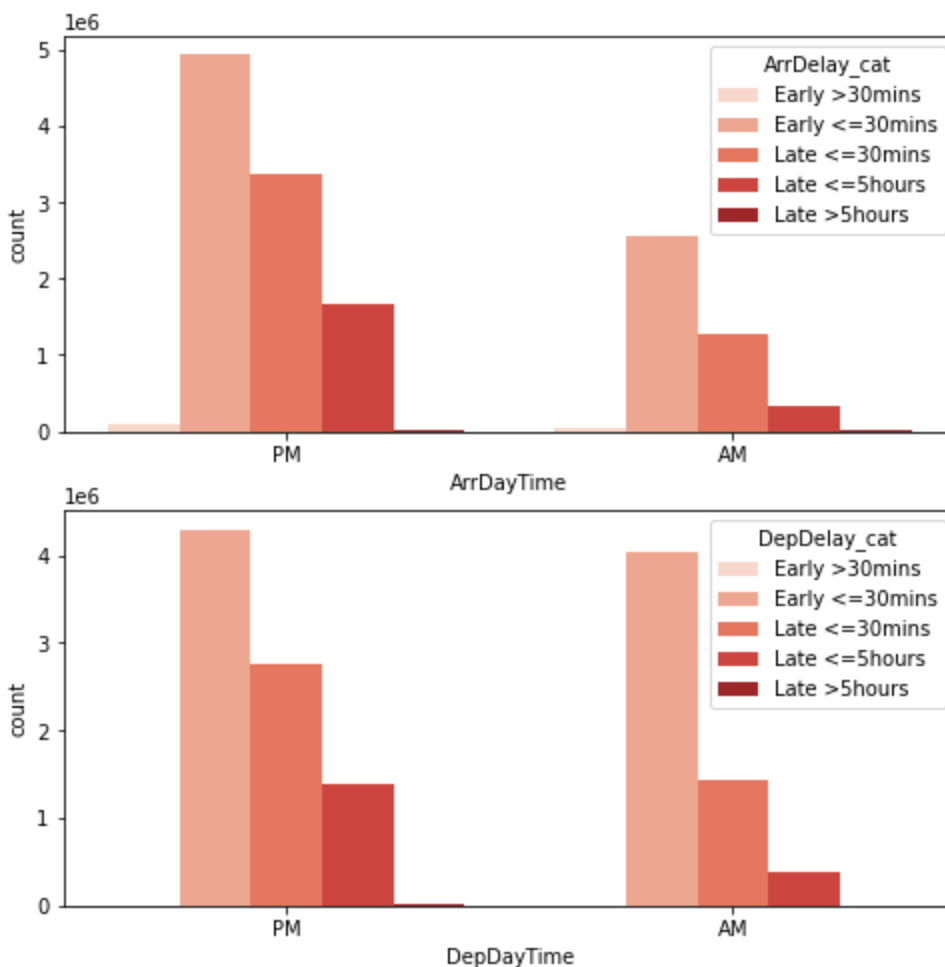 1e6
5
4
3
2
1
0
count
ArrDelay_cat
Early >30mins
Early <=30mins
Late <=30mins
Late <=5hours
Late >5hours
PM AM
ArrDayTime
1e6
4
3
2
1
0
count
DepDelay_cat
Early >30mins
Early <=30mins
Late <=30mins
Late <=5hours
Late >5hours
PM AM
DepDayTime